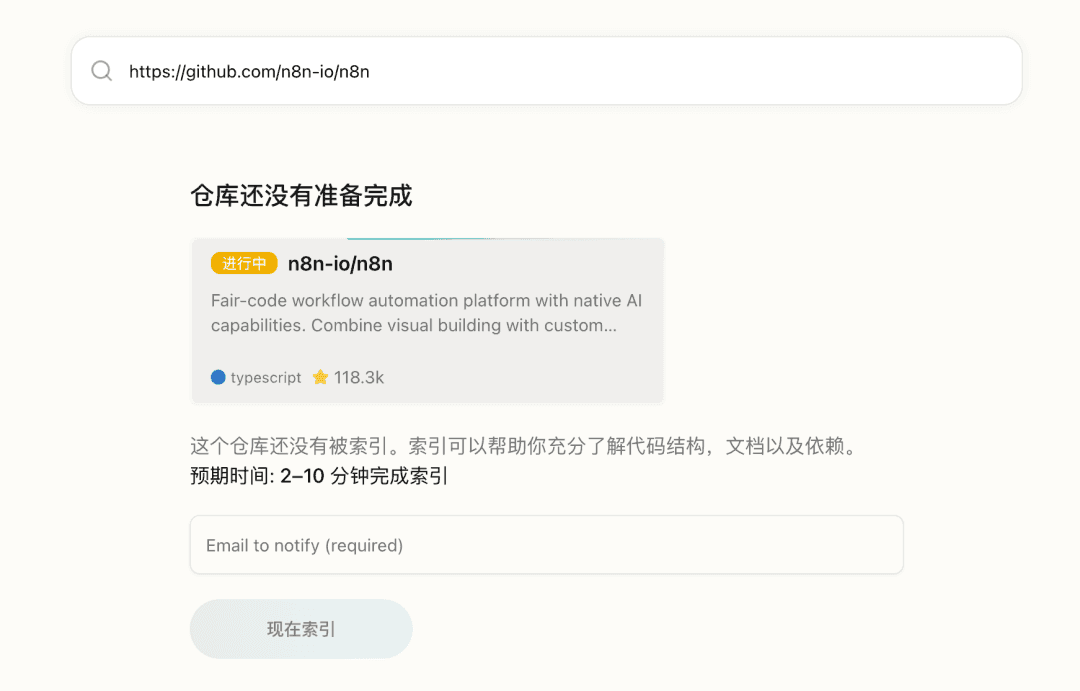 https://github.com/n8n-io/n8n
仓库还没有准备完成
进行中 n8n-io/n8n
Fair-code workflow automation platform with native AI
capabilities. Combine visual building with custom...
typescript 118.3k
这个仓库还没有被索引。索引可以帮助你充分了解代码结构，文档以及依赖。
预期时间: 2–10 分钟完成索引
Email to notify (required)
现在索引